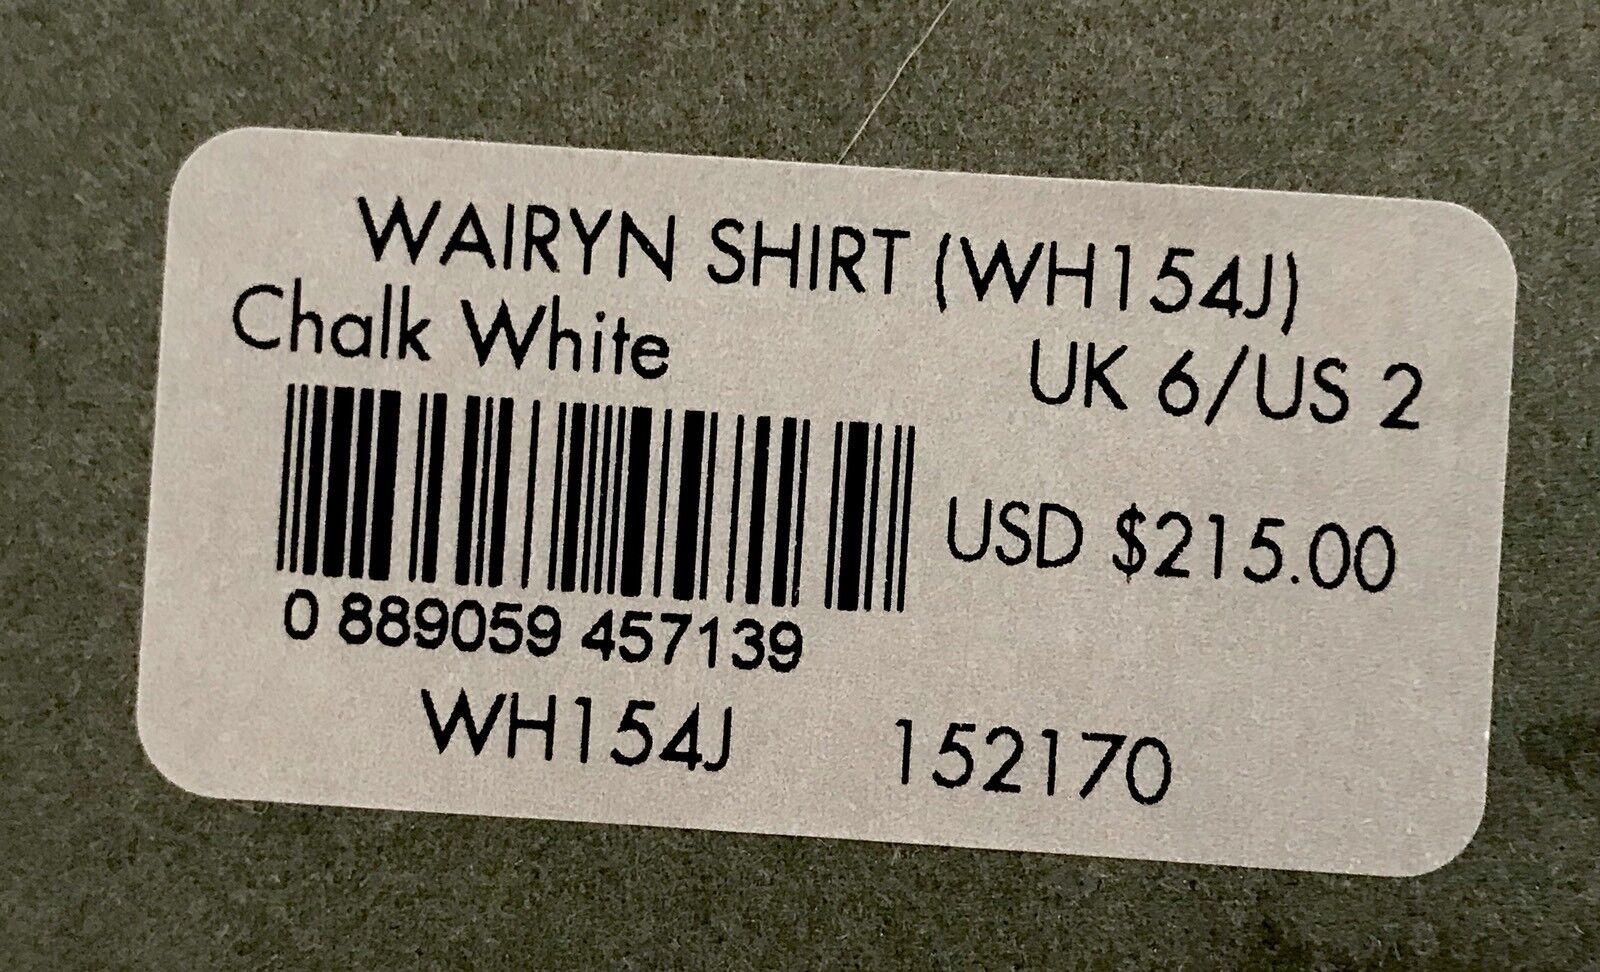 WAIRYN SHIRT (WH154J)
Chalk White
UK 6/US 2
USD $215.00
0 889059 457139
WH154J 152170